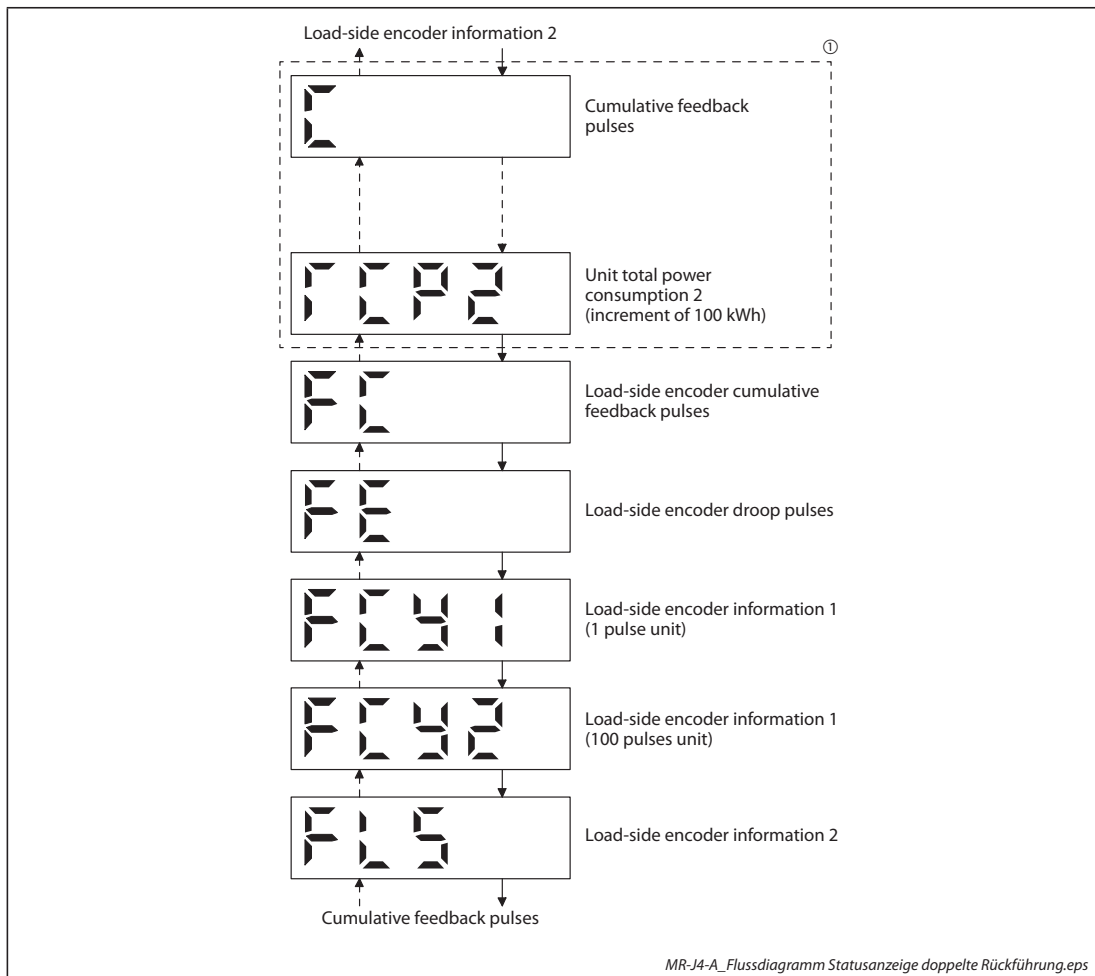 Load-side encoder information 2
①
C
Cumulative feedback
pulses
TCP2
Unit total power
consumption 2
(increment of 100 kWh)
FC
Load-side encoder cumulative
feedback pulses
FE
Load-side encoder droop pulses
FCY1
Load-side encoder information 1
(1 pulse unit)
FCY2
Load-side encoder information 1
(100 pulses unit)
FLS
Load-side encoder information 2
Cumulative feedback pulses
MR-J4-A_Flussdiagramm Statusanzeige doppelte Rückführung.eps